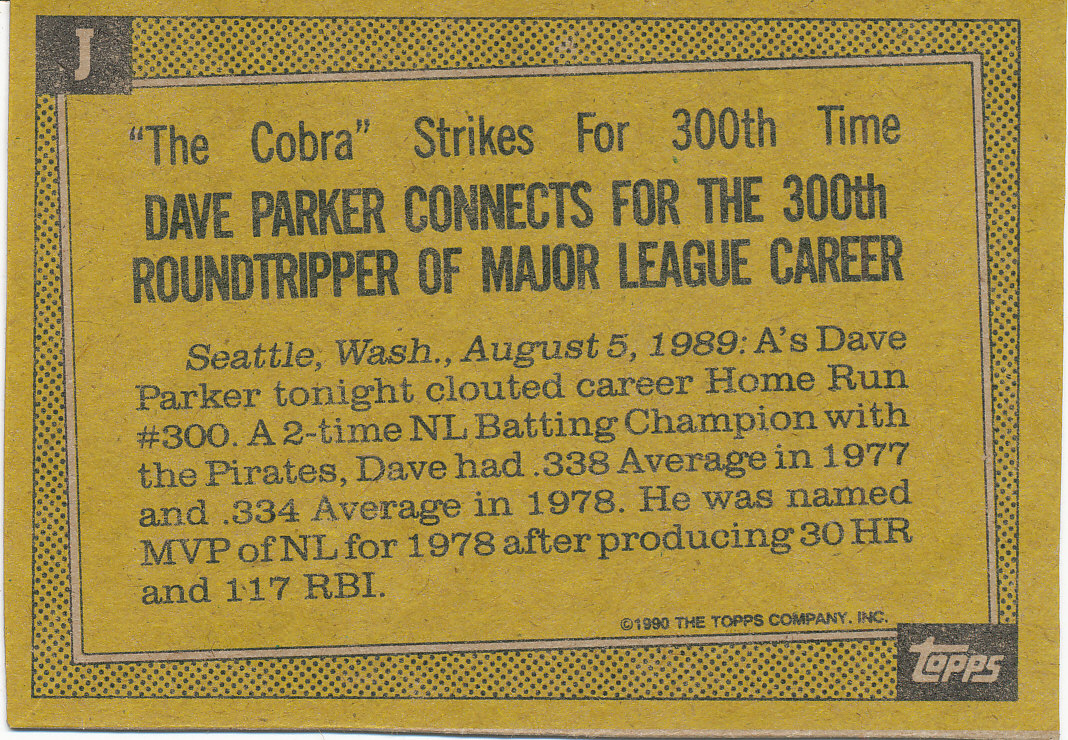 J
“The Cobra” Strikes For 300th Time
DAVE PARKER CONNECTS FOR THE 300th
ROUNDTRIPPER OF MAJOR LEAGUE CAREER
Seattle, Wash., August 5, 1989: A's Dave
Parker tonight clouted career Home Run
#300. A 2-time NL Batting Champion with
the Pirates, Dave had .338 Average in 1977
and .334 Average in 1978. He was named
MVP of NL for 1978 after producing 30 HR
and 117 RBI.
©1990 THE TOPPS COMPANY, INC.
topps